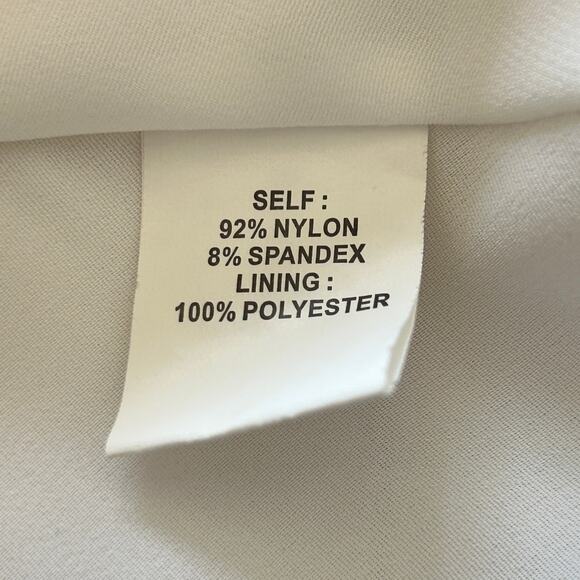 SELF :
92% NYLON
8% SPANDEX
LINING :
100% POLYESTER